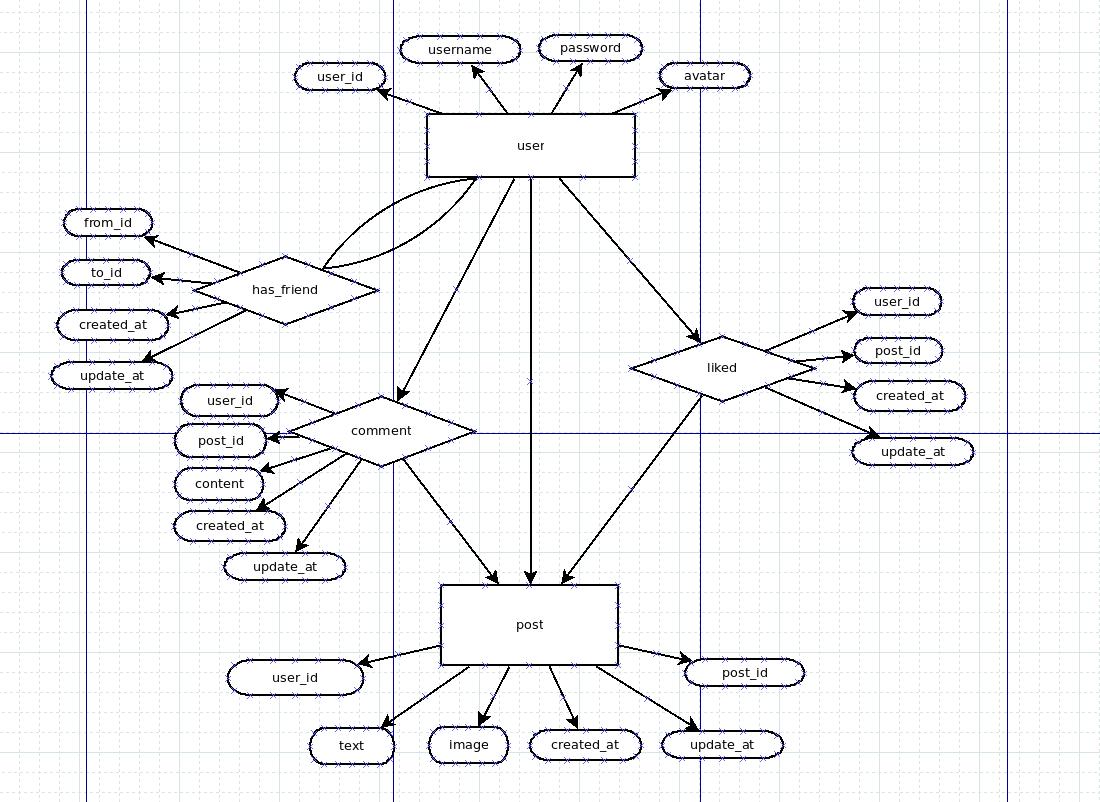 username
password
user_id
avatar
user
from_id
to_id
has_friend
created_at
update_at
user_id
post_id
liked
created_at
update_at
user_id
comment
post_id
content
created_at
update_at
post
user_id
post_id
text
image
created_at
update_at